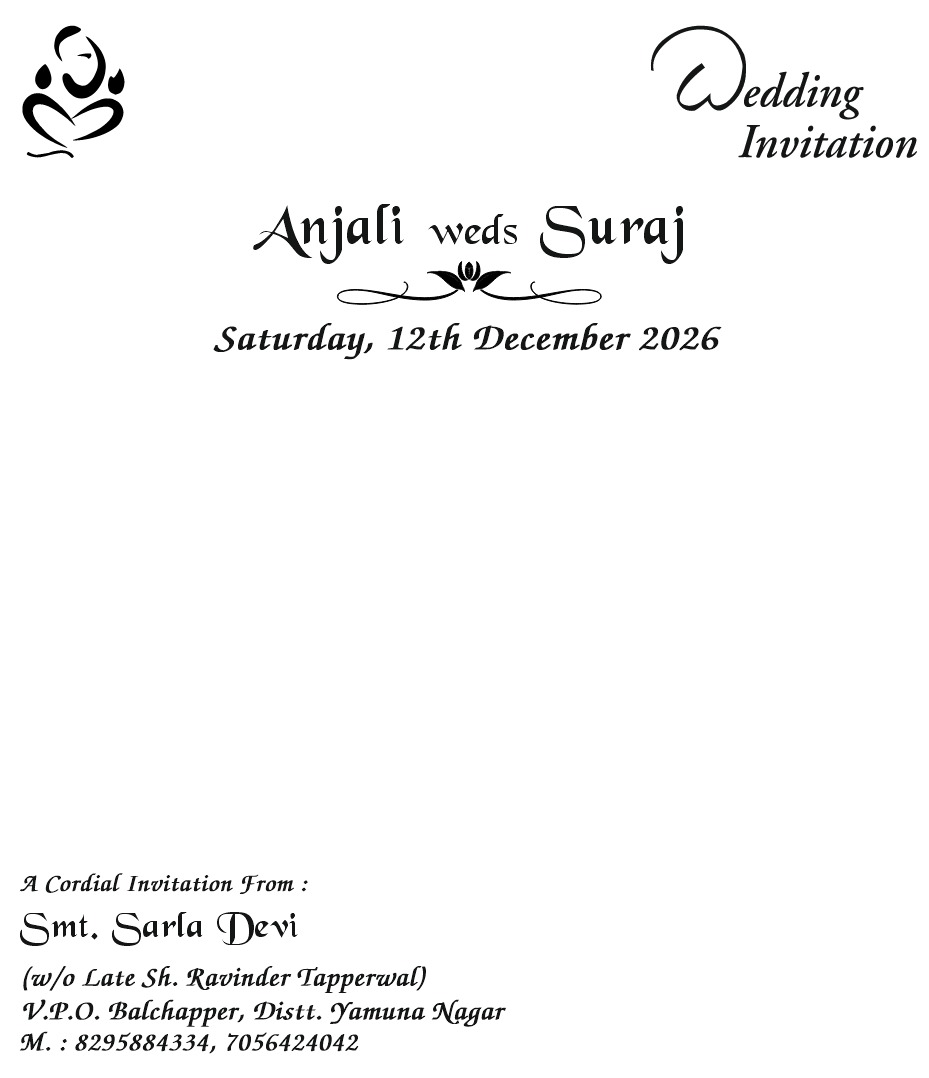 Wedding
Invitation
Anjali weds Suraj
Saturday, 12th December 2026
A Cordial Invitation From :
Smt. Sarla Devi
(w/o Late Sh. Ravinder Tapperwal)
V.P.O. Balchapper, Distt. Yamuna Nagar
M. : 8295884334, 7056424042